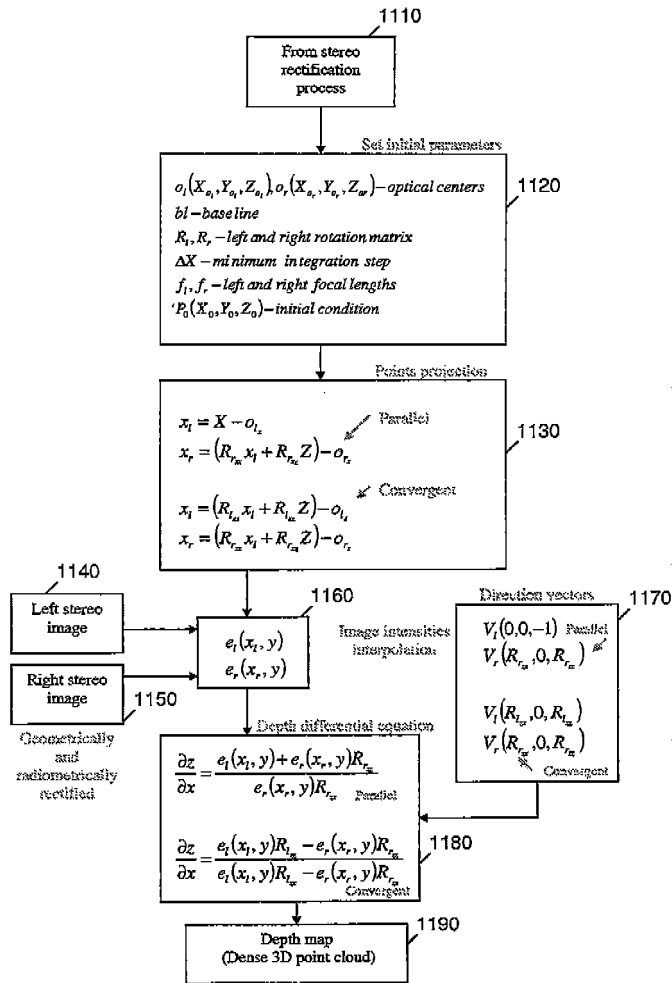 1110
From stereo
rectification
process
Set initial parameters
1120
o_l(X_{o_l}, Y_{o_l}, Z_{o_l}), o_r(X_{o_r}, Y_{o_r}, Z_{or}) – optical centers
bl – base line
R_l, R_r – left and right rotation matrix
ΔX – minimum integration step
f_l, f_r – left and right focal lengths
P_0(X_0, Y_0, Z_0) – initial condition
Points projection
1130
x_l = X – o_{l_x}
Parallel
x_r = (R_{r_{xx}} x_l + R_{r_{xz}} Z) – o_{r_x}
Convergent
x_l = (R_{l_{xx}} x_l + R_{l_{xz}} Z) – o_{l_x}
x_r = (R_{r_{xx}} x_l + R_{r_{xz}} Z) – o_{r_x}
1140
Left stereo
image
1150
Right stereo
image
Geometrically
and
radiometrically
rectified
1160
e_l(x_l, y)
e_r(x_r, y)
Image intensities
interpolation
Direction vectors
1170
V_l(0,0,–1) Parallel
V_r(R_{r_{zx}}, 0, R_{r_{zz}})
V_l(R_{l_{zx}}, 0, R_{l_{zz}})
V_r(R_{r_{zx}}, 0, R_{r_{zz}})
Convergent
Depth differential equation
∂z/∂x = (e_l(x_l, y) + e_r(x_r, y)R_{r_{zz}}) / (e_r(x_r, y)R_{r_{zx}})
Parallel
1180
∂z/∂x = (e_l(x_l, y)R_{l_{zz}} – e_r(x_r, y)R_{r_{zz}}) / (e_l(x_l, y)R_{l_{zx}} – e_r(x_r, y)R_{r_{zx}})
Convergent
1190
Depth map
(Dense 3D point cloud)